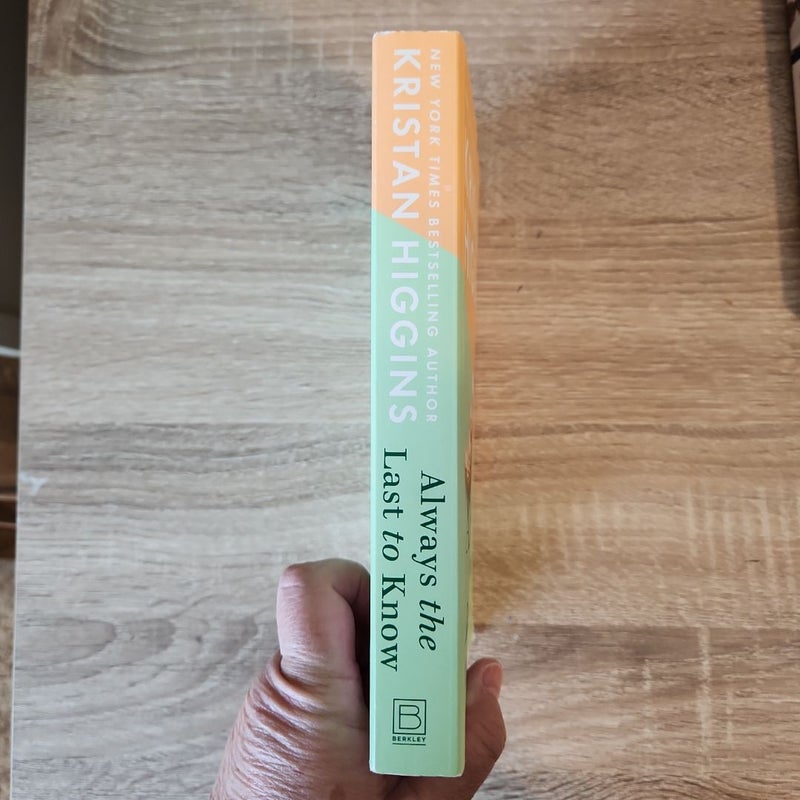 NEW YORK TIMES BESTSELLING AUTHOR
KRISTAN HIGGINS
Always the
Last to Know
B
BERKLEY